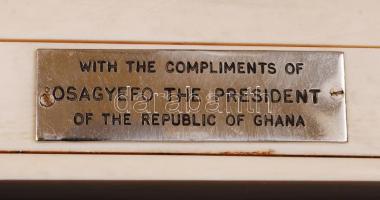 WITH THE COMPLIMENTS OF
OSAGYEFO THE PRESIDENT
OF THE REPUBLIC OF GHANA